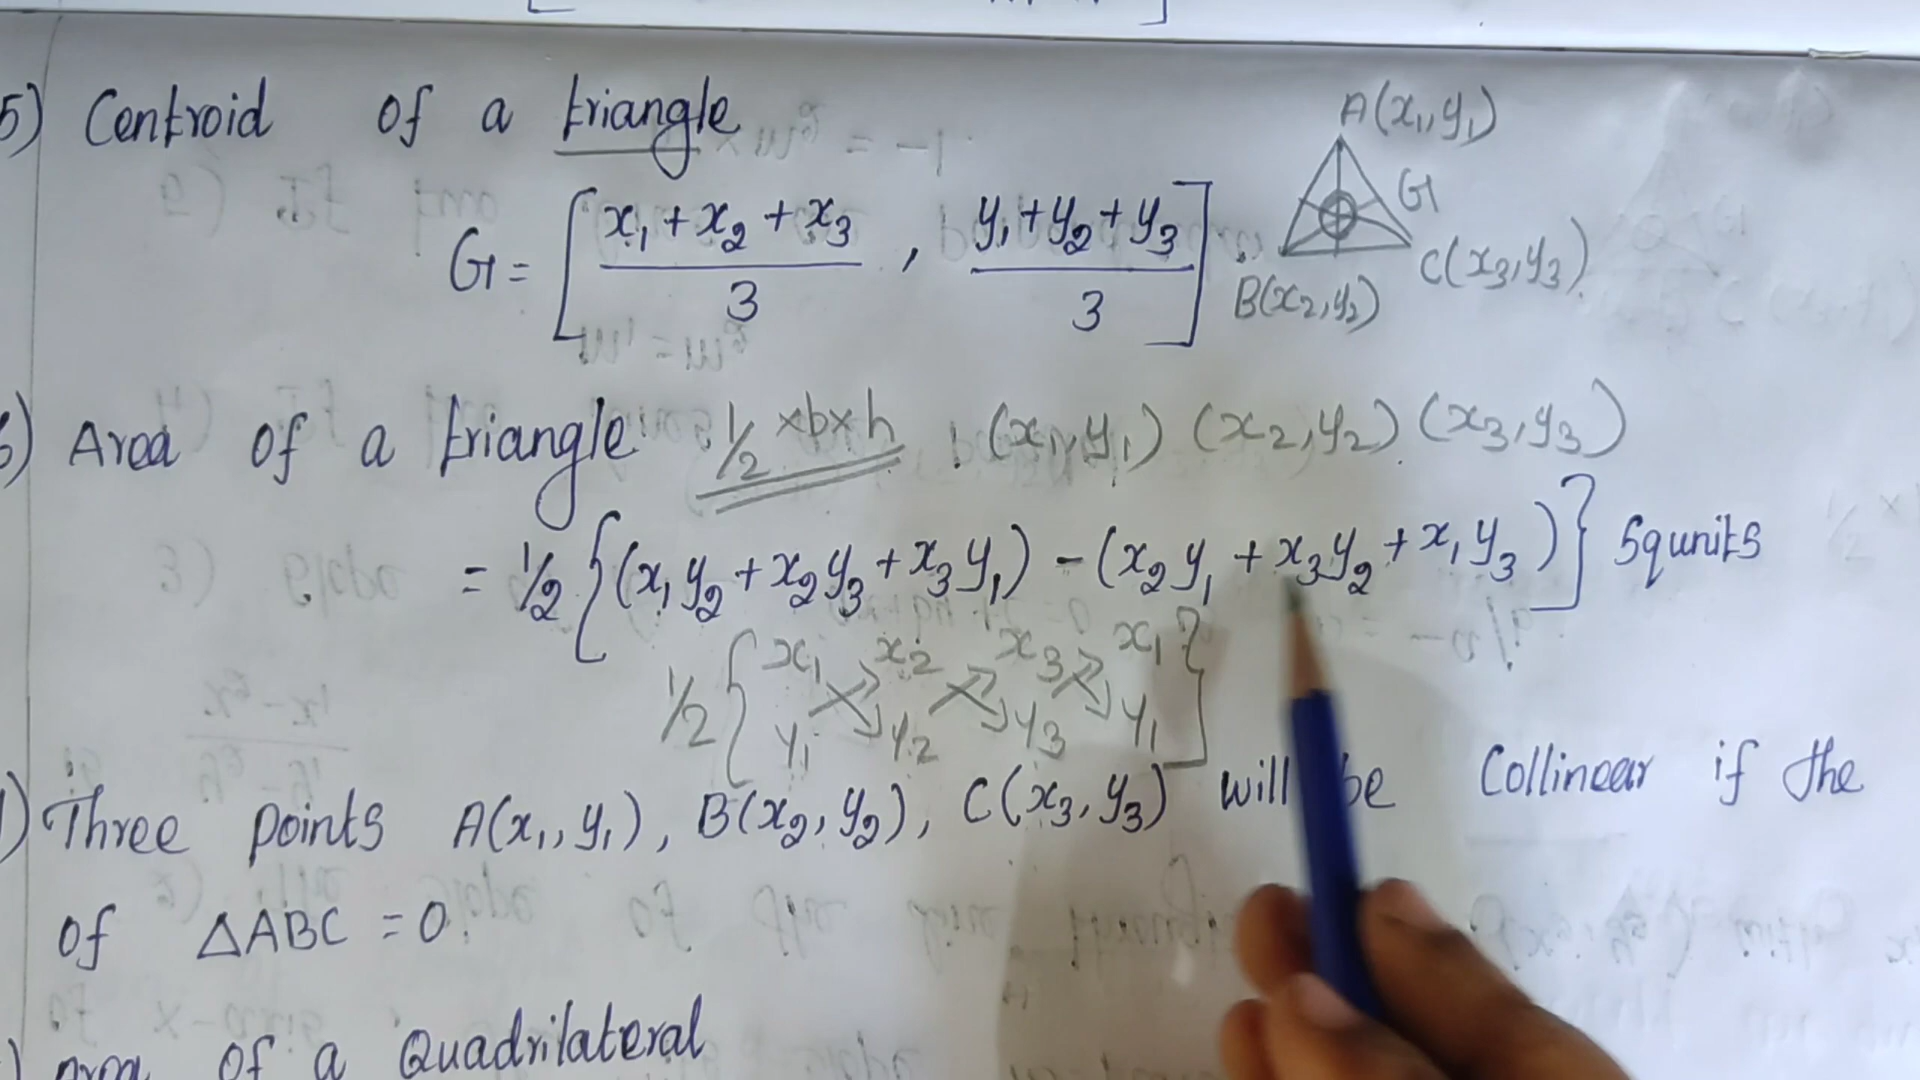 5) Centroid of a triangle
A(x₁,y₁)
G = [ (x₁+x₂+x₃)/3 , (y₁+y₂+y₃)/3 ]
G
B(x₂,y₂)
C(x₃,y₃)
6) Area of a triangle 1/2 ×b×h : (x₁,y₁) (x₂,y₂) (x₃,y₃)
= 1/2 { (x₁y₂+x₂y₃+x₃y₁) - (x₂y₁+x₃y₂+x₁y₃) } Squnits
1/2 { x₁ x₂ x₃ x₁
y₁ y₂ y₃ y₁ }
) Three points A(x₁,y₁), B(x₂,y₂), C(x₃,y₃) will be Collinear if the
of △ABC = 0
) Area of a Quadrilateral